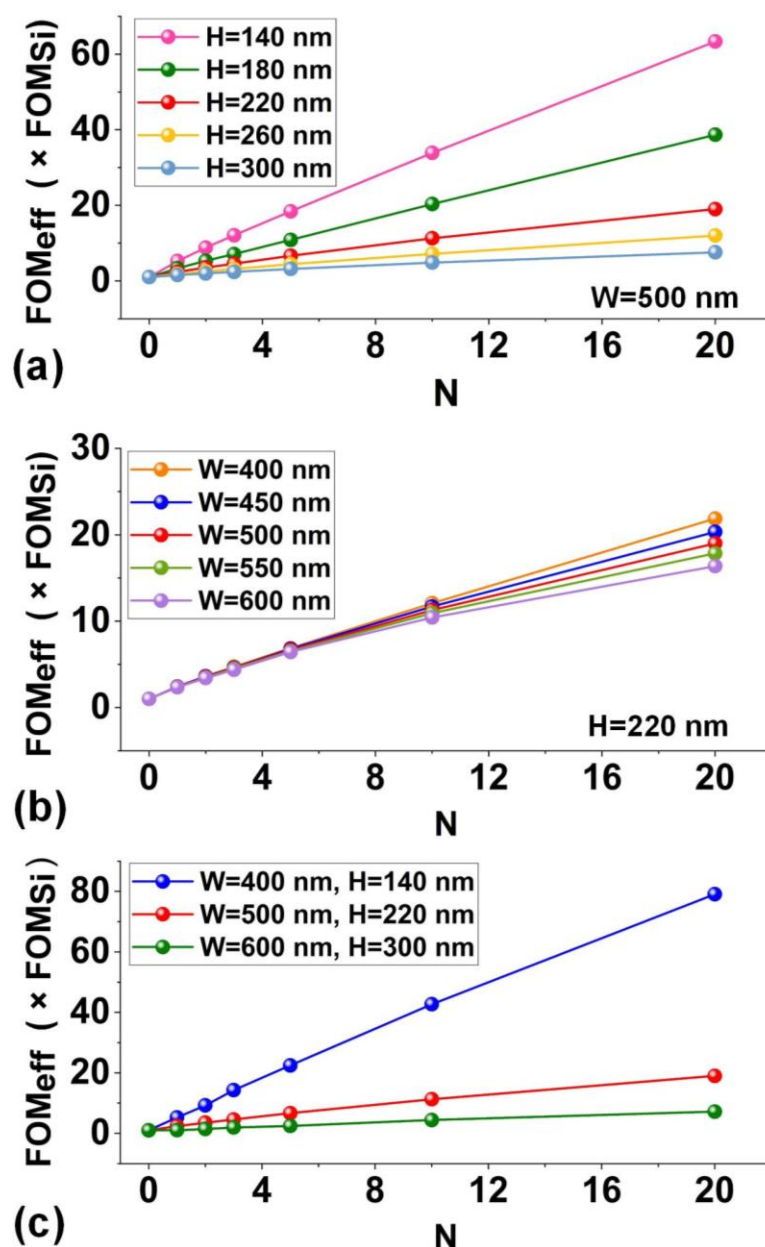 FOMeff ( × FOMSi)
60
40
20
0
H=140 nm
H=180 nm
H=220 nm
H=260 nm
H=300 nm
W=500 nm
0 4 8 12 16 20
(a)
N
FOMeff ( × FOMSi)
30
20
10
0
W=400 nm
W=450 nm
W=500 nm
W=550 nm
W=600 nm
H=220 nm
0 4 8 12 16 20
(b)
N
FOMeff ( × FOMSi)
80
60
40
20
0
W=400 nm, H=140 nm
W=500 nm, H=220 nm
W=600 nm, H=300 nm
0 4 8 12 16 20
(c)
N